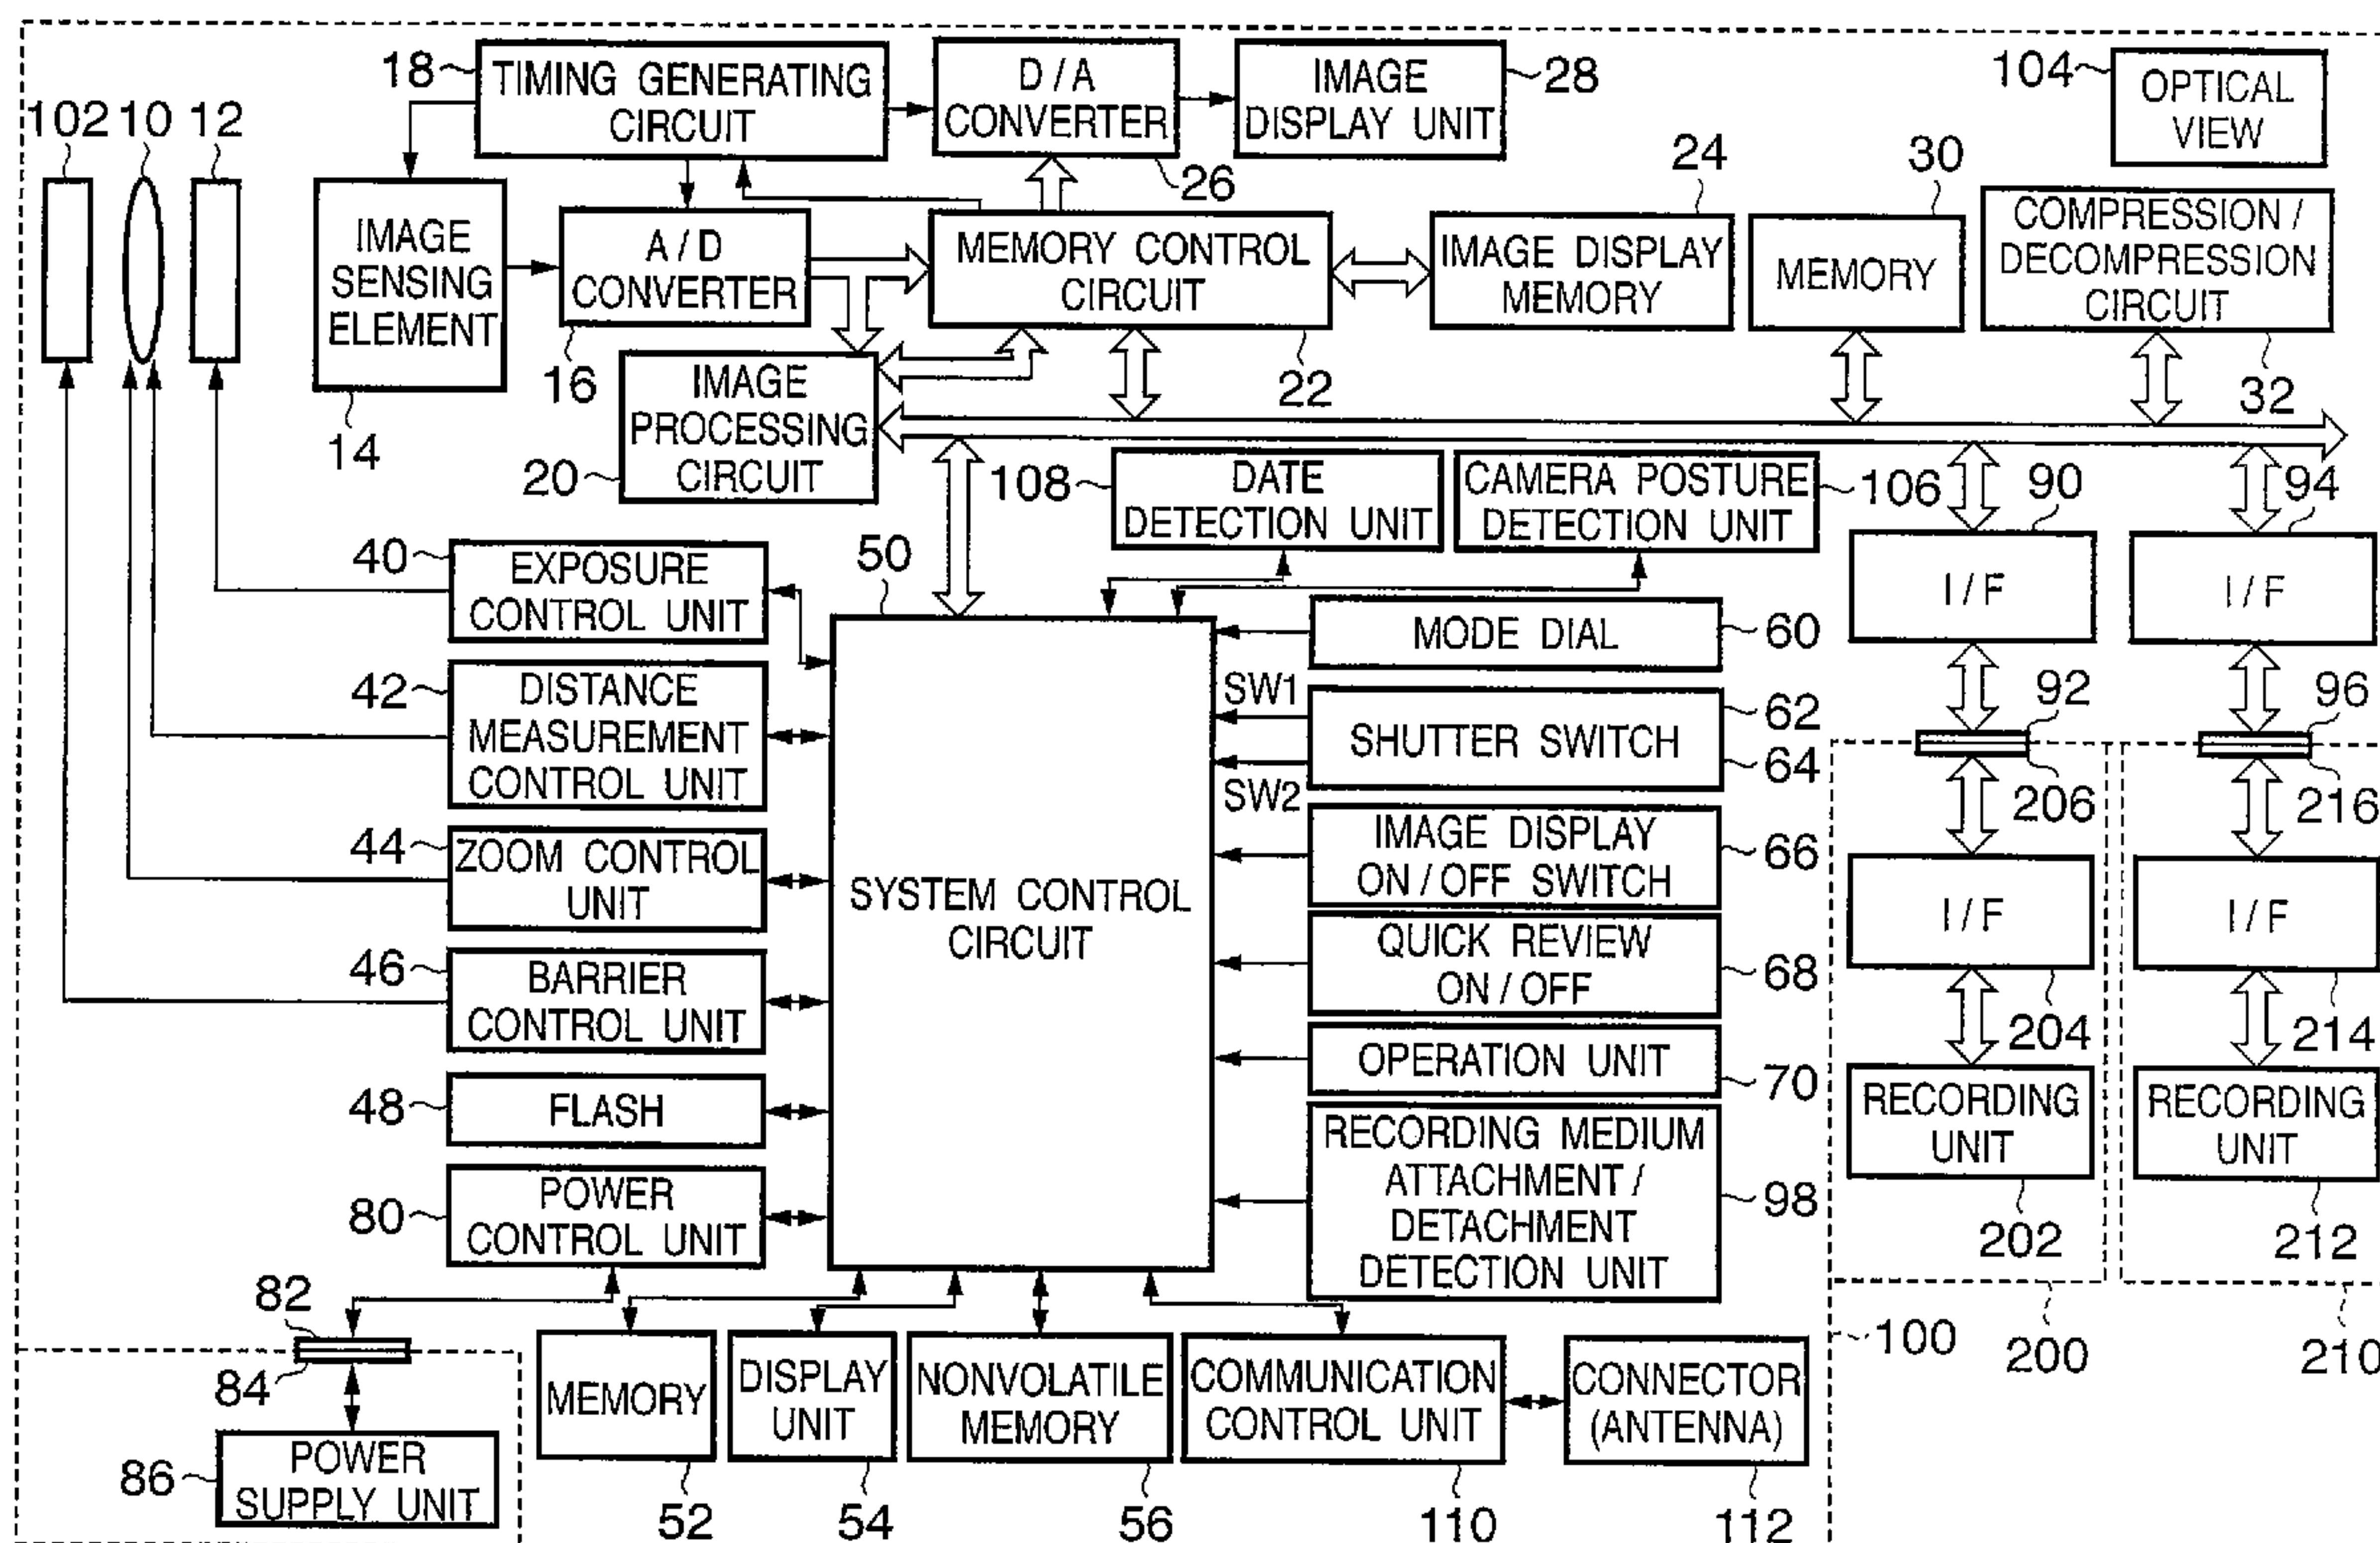 18
TIMING GENERATING
CIRCUIT
D / A
CONVERTER
26
IMAGE
DISPLAY UNIT
28
104
OPTICAL
VIEW
102
10
12
IMAGE
SENSING
ELEMENT
14
A / D
CONVERTER
16
MEMORY CONTROL
CIRCUIT
22
24
IMAGE DISPLAY
MEMORY
30
MEMORY
COMPRESSION /
DECOMPRESSION
CIRCUIT
32
IMAGE
PROCESSING
CIRCUIT
20
108
DATE
DETECTION UNIT
CAMERA POSTURE
DETECTION UNIT
106
90
I / F
94
I / F
40
EXPOSURE
CONTROL UNIT
42
DISTANCE
MEASUREMENT
CONTROL UNIT
44
ZOOM CONTROL
UNIT
46
BARRIER
CONTROL UNIT
48
FLASH
80
POWER
CONTROL UNIT
50
SYSTEM CONTROL
CIRCUIT
MODE DIAL
60
SW1
SHUTTER SWITCH
62
64
SW2
IMAGE DISPLAY
ON / OFF SWITCH
66
QUICK REVIEW
ON / OFF
68
OPERATION UNIT
70
RECORDING MEDIUM
ATTACHMENT /
DETACHMENT
DETECTION UNIT
98
92
206
I / F
204
RECORDING
UNIT
202
96
216
I / F
214
RECORDING
UNIT
212
100
200
210
82
84
86
POWER
SUPPLY UNIT
MEMORY
52
DISPLAY
UNIT
54
NONVOLATILE
MEMORY
56
COMMUNICATION
CONTROL UNIT
110
CONNECTOR
(ANTENNA)
112